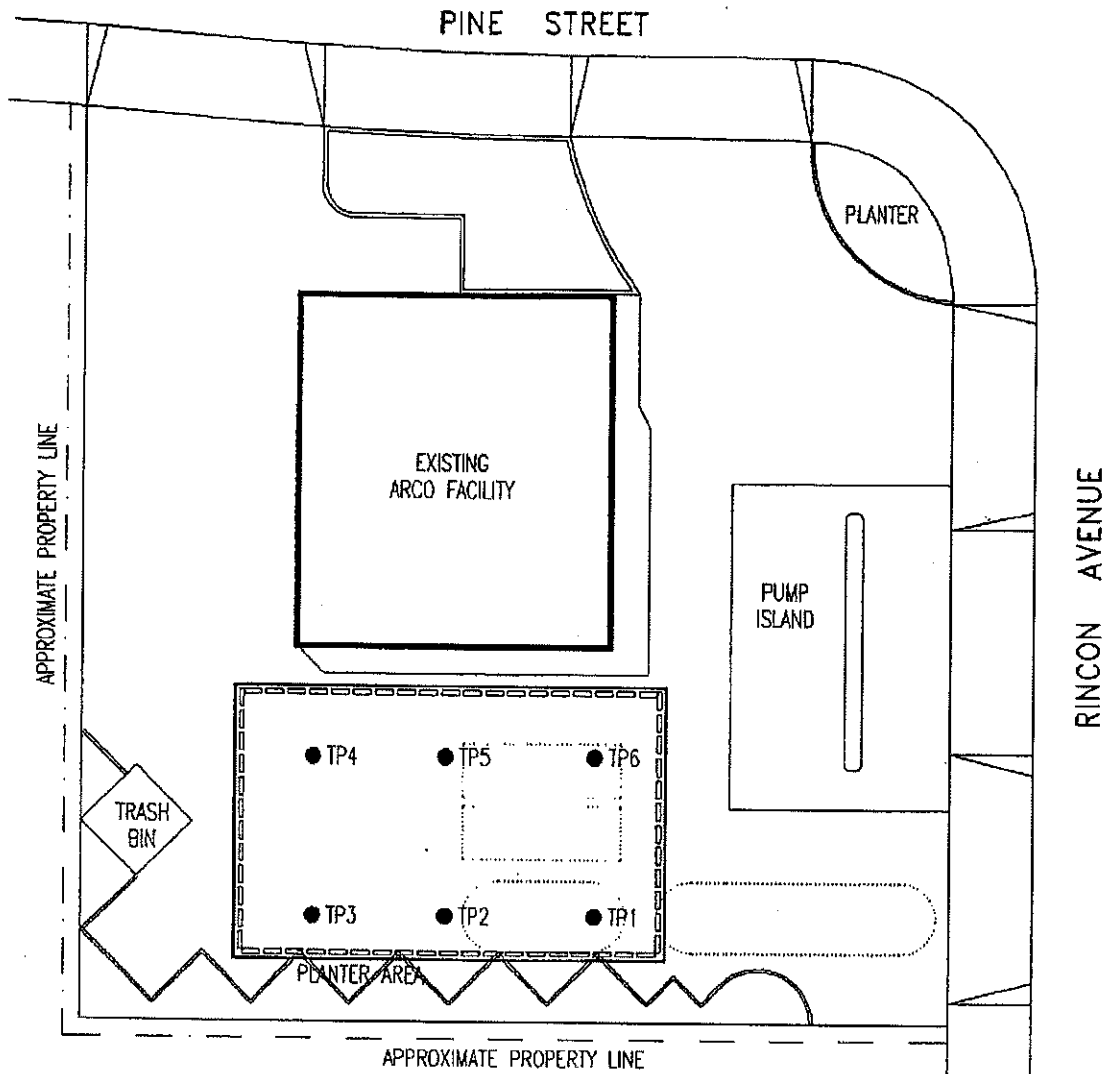 PINE STREET
PLANTER
EXISTING
ARCO FACILITY
APPROXIMATE PROPERTY LINE
RINCON AVENUE
PUMP
ISLAND
TP4
TP5
TP6
TRASH
BIN
TP3
TP2
TP1
PLANTER AREA
APPROXIMATE PROPERTY LINE